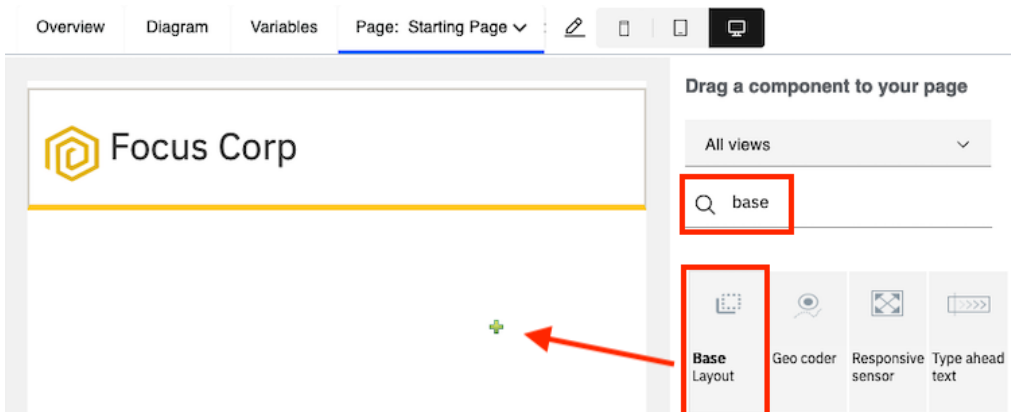 Overview Diagram Variables Page: Starting Page
Drag a component to your page
Focus Corp
All views
base
Base Layout
Geo coder
Responsive sensor
Type ahead text